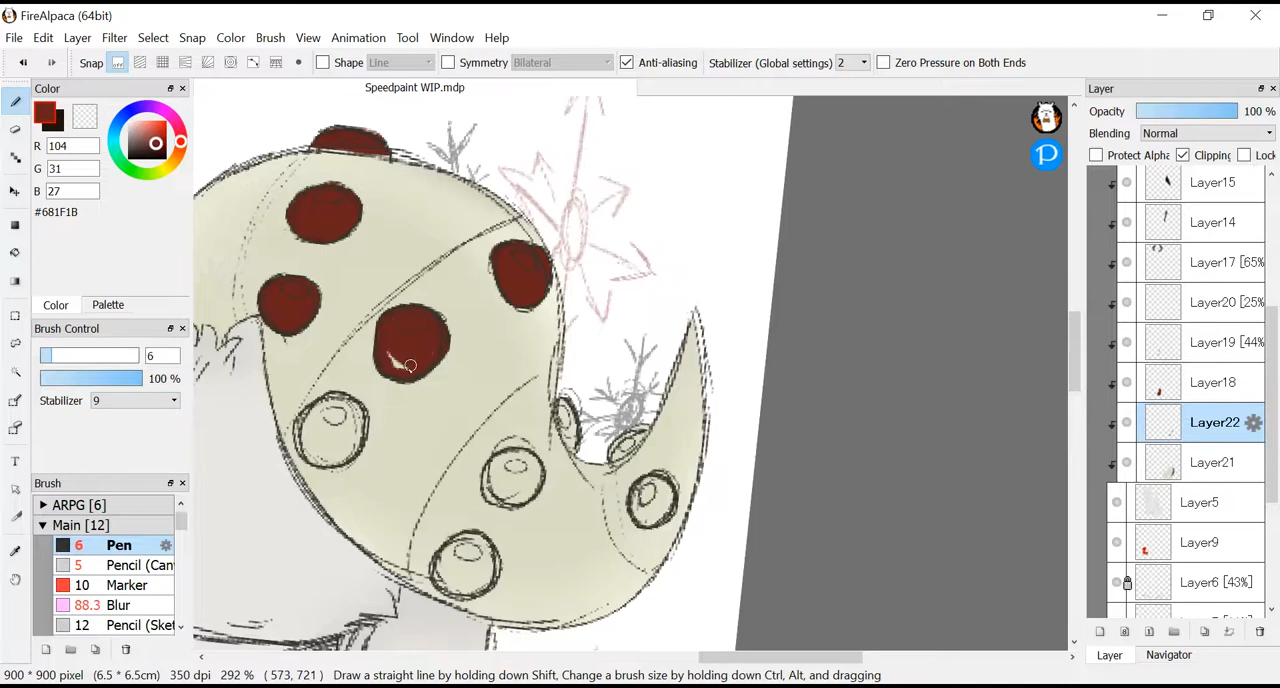 FireAlpaca (64bit)
File Edit Layer Filter Select Snap Color Brush View Animation Tool Window Help
Snap off Shape Line Symmetry Bilateral Anti-aliasing Stabilizer (Global settings) 2 Zero Pressure on Both Ends
Speedpaint WIP.mdp
Color
R 104
G 31
B 27
#681F1B
Color Palette
Brush Control
6
100 %
Stabilizer 9
Brush
ARPG [6]
Main [12]
6 Pen
5 Pencil (Can
10 Marker
88.3 Blur
12 Pencil (Sket
Layer
Opacity 100 %
Blending Normal
Protect Alpha Clipping Lock
Layer15
Layer14
Layer17 [65%
Layer20 [25%
Layer19 [44%
Layer18
Layer22
Layer21
Layer5
Layer9
Layer6 [43%]
Layer Navigator
900 * 900 pixel (6.5 * 6.5cm) 350 dpi 292 % ( 573, 721 ) Draw a straight line by holding down Shift, Change a brush size by holding down Ctrl, Alt, and dragging